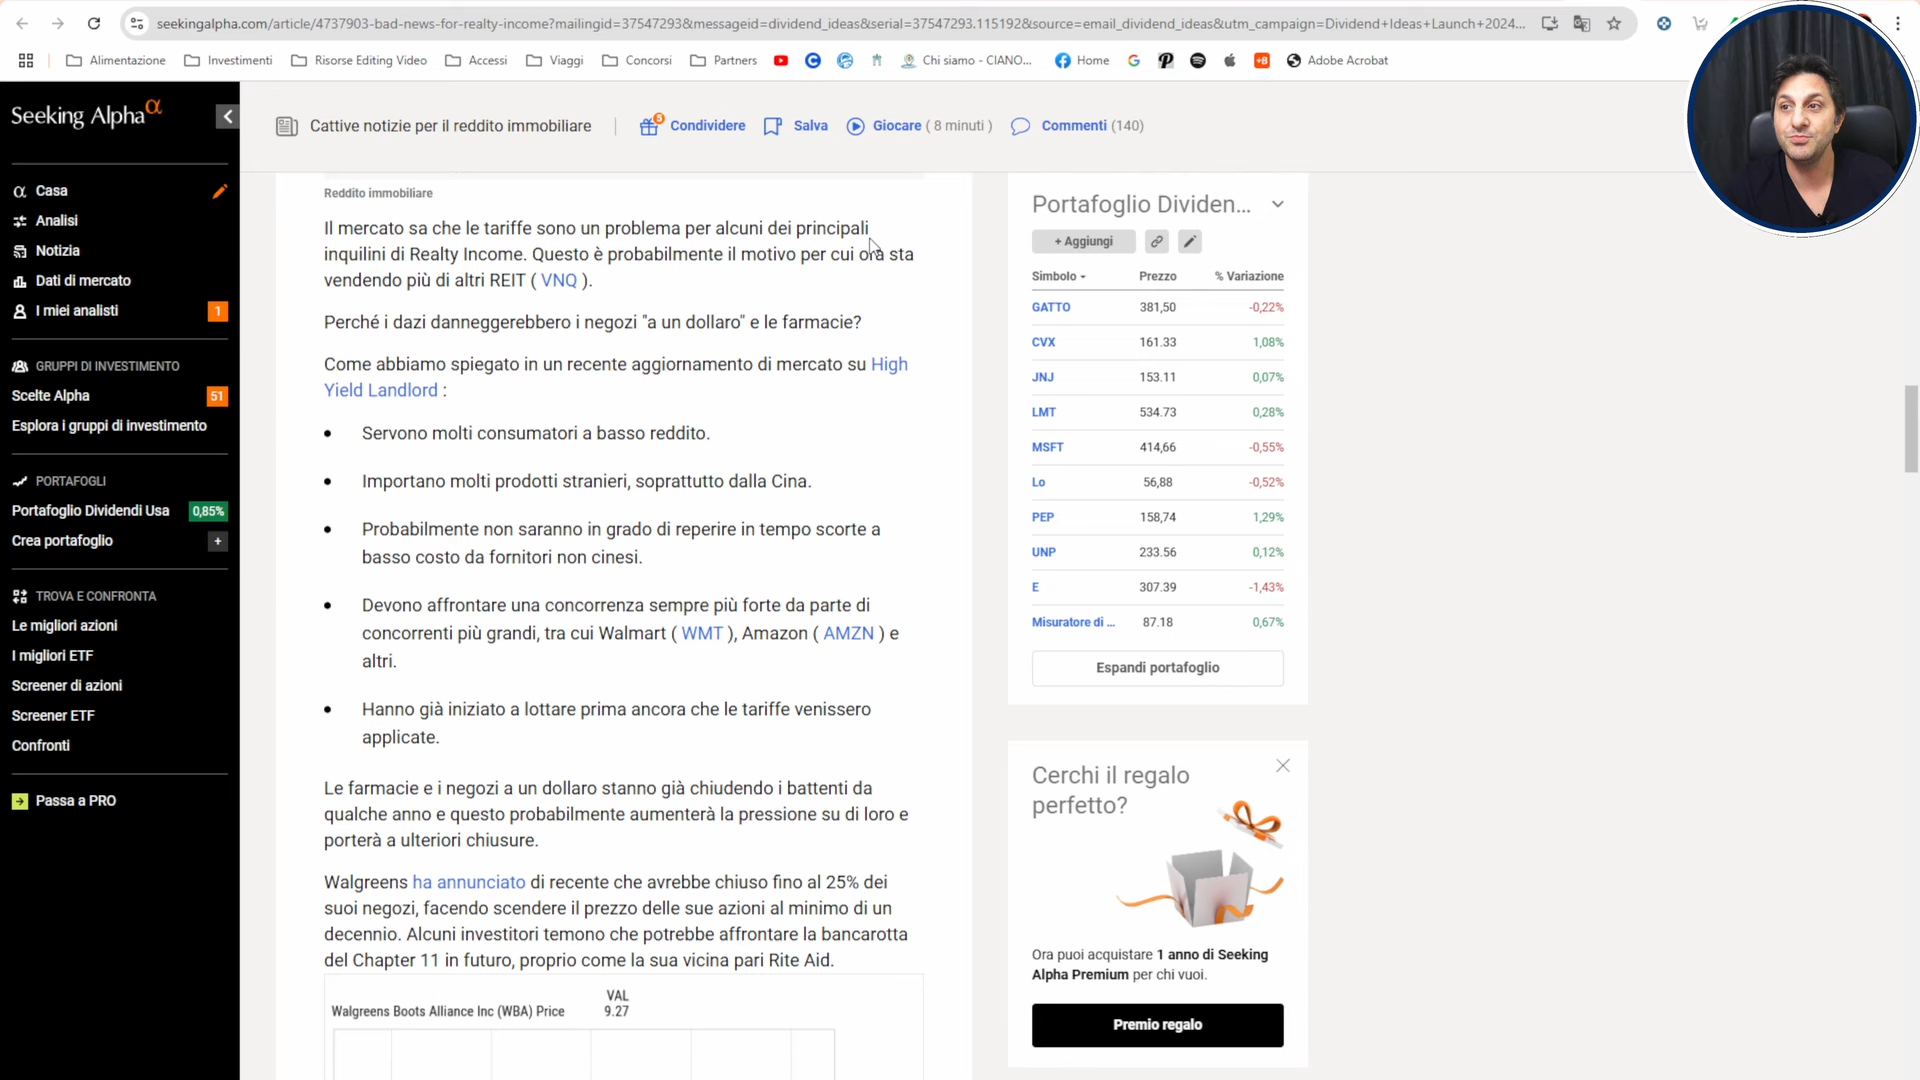 seekingalpha.com/article/4737903-bad-news-for-realty-income?mailingid=37547293&messageid=dividend_ideas&serial=37547293.115192&source=email_dividend_ideas&utm_campaign=Dividend+Ideas+Launch+2024...
Alimentazione
Investimenti
Risorse Editing Video
Accessi
Viaggi
Concorsi
Partners
Chi siamo - CIANO...
Home
Adobe Acrobat
Seeking Alpha α
Cattive notizie per il reddito immobiliare
5
Condividere
Salva
Giocare ( 8 minuti )
Commenti (140)
Casa
Analisi
Notizia
Dati di mercato
I miei analisti 1
GRUPPI DI INVESTIMENTO
Scelte Alpha 51
Esplora i gruppi di investimento
PORTAFOGLI
Portafoglio Dividendi Usa 0,85%
Crea portafoglio +
TROVA E CONFRONTA
Le migliori azioni
I migliori ETF
Screener di azioni
Screener ETF
Confronti
Passa a PRO
Reddito immobiliare
Il mercato sa che le tariffe sono un problema per alcuni dei principali
inquilini di Realty Income. Questo è probabilmente il motivo per cui ora sta
vendendo più di altri REIT ( VNQ ).
Perché i dazi danneggerebbero i negozi "a un dollaro" e le farmacie?
Come abbiamo spiegato in un recente aggiornamento di mercato su High
Yield Landlord :
• Servono molti consumatori a basso reddito.
• Importano molti prodotti stranieri, soprattutto dalla Cina.
• Probabilmente non saranno in grado di reperire in tempo scorte a
basso costo da fornitori non cinesi.
• Devono affrontare una concorrenza sempre più forte da parte di
concorrenti più grandi, tra cui Walmart ( WMT ), Amazon ( AMZN ) e
altri.
• Hanno già iniziato a lottare prima ancora che le tariffe venissero
applicate.
Le farmacie e i negozi a un dollaro stanno già chiudendo i battenti da
qualche anno e questo probabilmente aumenterà la pressione su di loro e
porterà a ulteriori chiusure.
Walgreens ha annunciato di recente che avrebbe chiuso fino al 25% dei
suoi negozi, facendo scendere il prezzo delle sue azioni al minimo di un
decennio. Alcuni investitori temono che potrebbe affrontare la bancarotta
del Chapter 11 in futuro, proprio come la sua vicina pari Rite Aid.
VAL
Walgreens Boots Alliance Inc (WBA) Price 9.27
Portafoglio Dividen...
+ Aggiungi
Simbolo Prezzo % Variazione
GATTO 381,50 -0,22%
CVX 161.33 1,08%
JNJ 153.11 0,07%
LMT 534.73 0,28%
MSFT 414,66 -0,55%
Lo 56,88 -0,52%
PEP 158,74 1,29%
UNP 233.56 0,12%
E 307.39 -1,43%
Misuratore di ... 87.18 0,67%
Espandi portafoglio
Cerchi il regalo
perfetto?
Ora puoi acquistare 1 anno di Seeking
Alpha Premium per chi vuoi.
Premio regalo